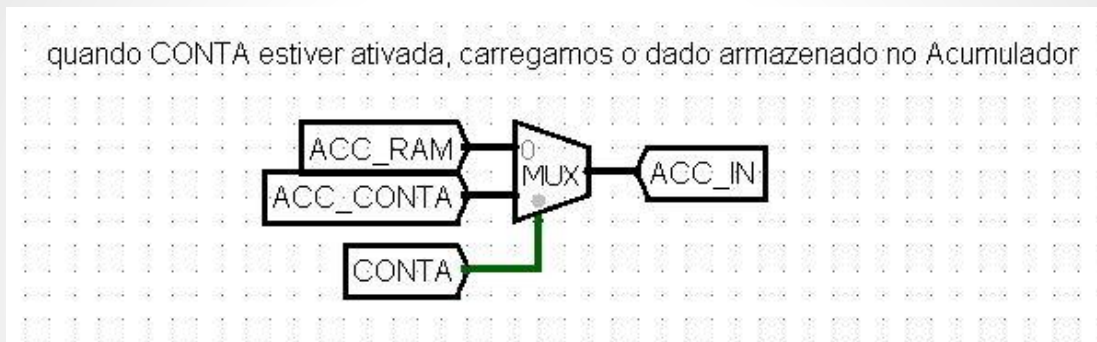 quando CONTA estiver ativada, carregamos o dado armazenado no Acumulador
ACC_RAM
0
MUX
ACC_IN
ACC_CONTA
CONTA